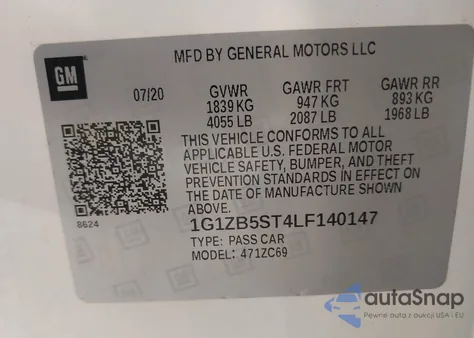 MFD BY GENERAL MOTORS LLC
GM
07/20 GVWR GAWR FRT GAWR RR
1839 KG 947 KG 893 KG
4055 LB 2087 LB 1968 LB
THIS VEHICLE CONFORMS TO ALL
APPLICABLE U.S. FEDERAL MOTOR
VEHICLE SAFETY, BUMPER, AND THEFT
PREVENTION STANDARDS IN EFFECT ON
THE DATE OF MANUFACTURE SHOWN
ABOVE.
8624
1G1ZB5ST4LF140147
TYPE: PASS CAR
MODEL: 471ZC69
autoSnap
Pewne auta z aukcji USA i EU